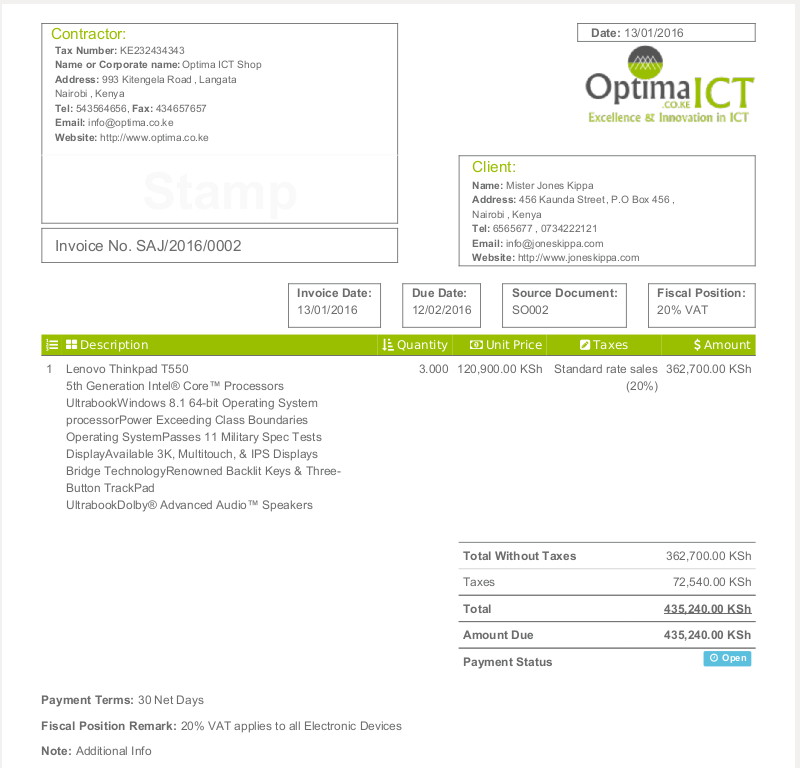 Contractor:
Tax Number: KE232434343
Name or Corporate name: Optima ICT Shop
Address: 993 Kitengela Road , Langata
Nairobi , Kenya
Tel: 543564656, Fax: 434657657
Email: info@optima.co.ke
Website: http://www.optima.co.ke
Stamp
Invoice No. SAJ/2016/0002
Date: 13/01/2016
Optima ICT
.CO.KE
Excellence & Innovation in ICT
Client:
Name: Mister Jones Kippa
Address: 456 Kaunda Street, P.O Box 456 ,
Nairobi , Kenya
Tel: 6565677 , 0734222121
Email: info@joneskippa.com
Website: http://www.joneskippa.com
Invoice Date: Due Date: Source Document: Fiscal Position:
13/01/2016 12/02/2016 SO002 20% VAT
Description Quantity Unit Price Taxes $ Amount
1 Lenovo Thinkpad T550 3.000 120,900.00 KSh Standard rate sales 362,700.00 KSh
5th Generation Intel® Core™ Processors (20%)
UltrabookWindows 8.1 64-bit Operating System
processorPower Exceeding Class Boundaries
Operating SystemPasses 11 Military Spec Tests
DisplayAvailable 3K, Multitouch, & IPS Displays
Bridge TechnologyRenowned Backlit Keys & Three-
Button TrackPad
UltrabookDolby® Advanced Audio™ Speakers
Total Without Taxes 362,700.00 KSh
Taxes 72,540.00 KSh
Total 435,240.00 KSh
Amount Due 435,240.00 KSh
Payment Status Open
Payment Terms: 30 Net Days
Fiscal Position Remark: 20% VAT applies to all Electronic Devices
Note: Additional Info